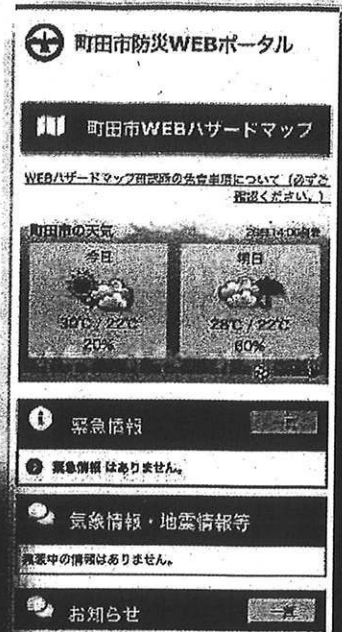 町田市防災WEBポータル
町田市WEBハザードマップ
WEBハザードマップ確認時の注意事項について（必ずご
確認ください。）
町田市の天気
今日
明日
30℃/22℃
28℃/22℃
20%
60%
緊急情報
緊急情報はありません。
気象情報・地震情報等
発表中の情報はありません。
お知らせ